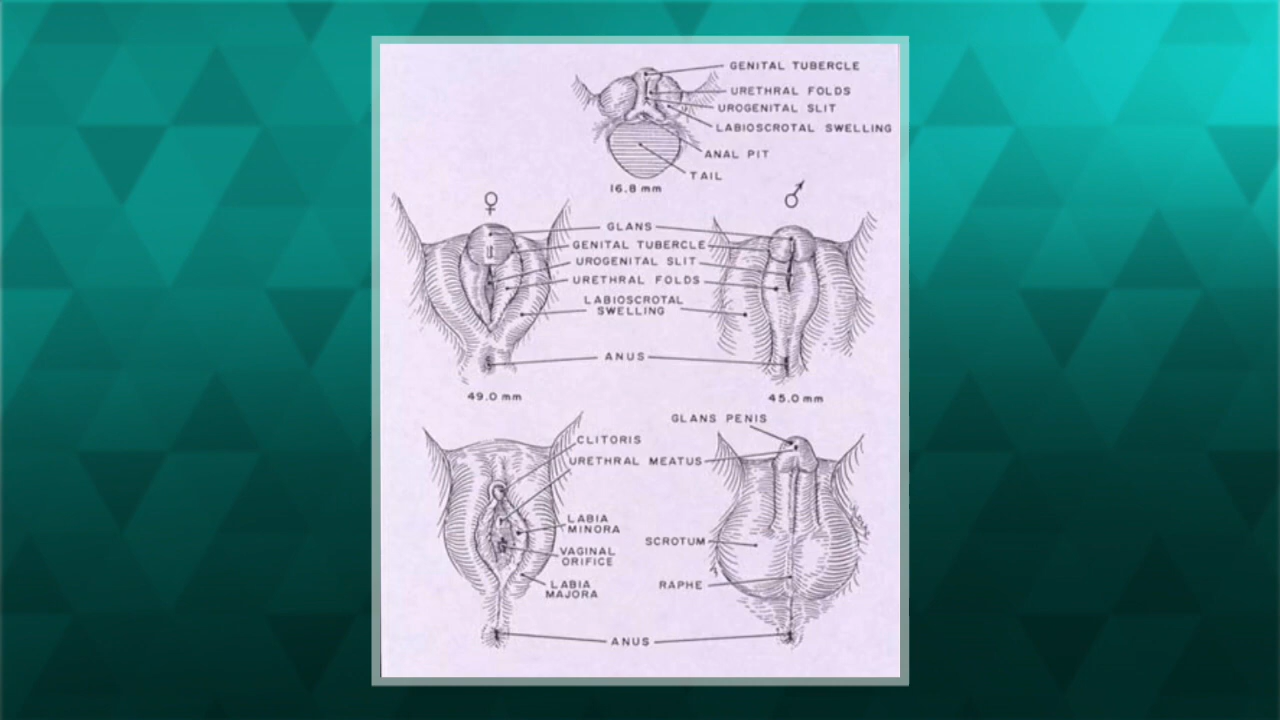 GENITAL TUBERCLE
URETHRAL FOLDS
UROGENITAL SLIT
LABIOSCROTAL SWELLING
ANAL PIT
TAIL
16.8 mm
♀
♂
GLANS
GENITAL TUBERCLE
UROGENITAL SLIT
URETHRAL FOLDS
LABIOSCROTAL
SWELLING
ANUS
49.0 mm
45.0 mm
GLANS PENIS
CLITORIS
URETHRAL MEATUS
LABIA
MINORA
VAGINAL
ORIFICE
LABIA
MAJORA
SCROTUM
RAPHE
ANUS